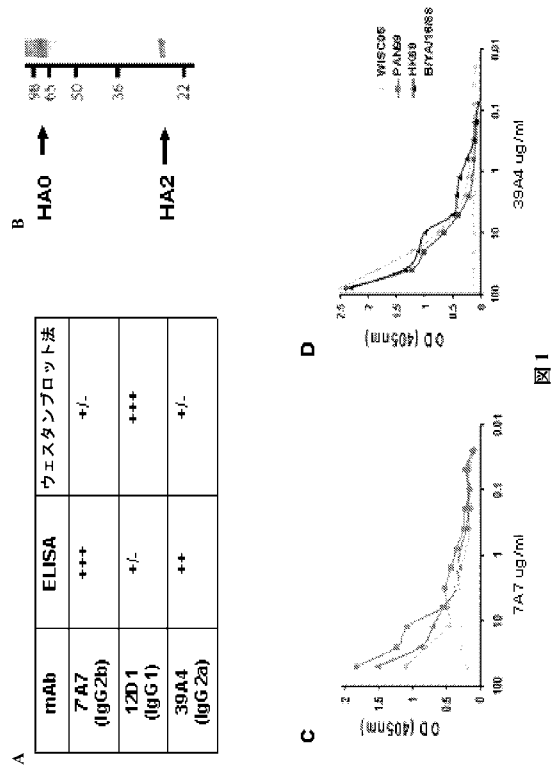 A
mAb ELISA ウェスタンブロット法
7A7 (IgG2b) +++ +/-
12D1 (IgG1) +/- +++
39A4 (IgG2a) ++ +/-
B
HA0
HA2
98
65
50
36
22
C
OD (405nm)
2
1.5
1
0.5
0
100 10 1 0.1 0.01
7A7 ug/ml
D
OD (405nm)
2.5
2
1.5
1
0.5
0
100 10 1 0.1 0.01
39A4 ug/ml
WISC05
PAN99
HK68
B/YA/16/88
図1